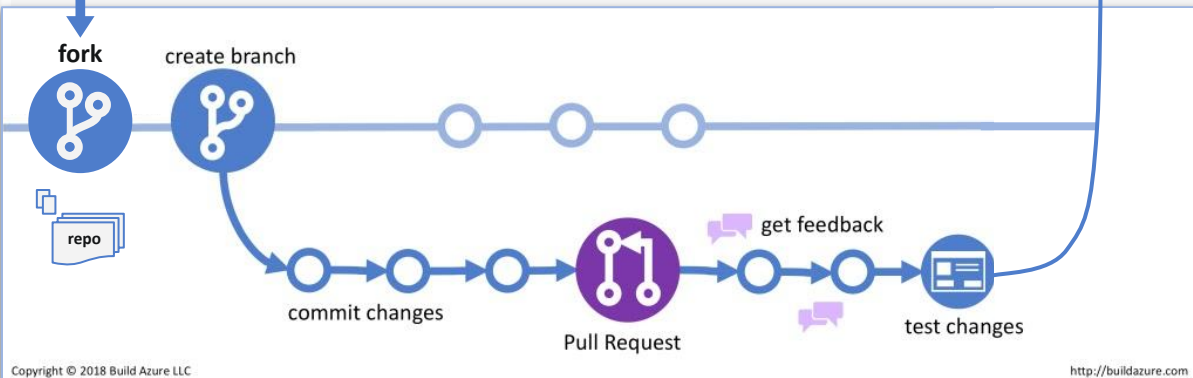 fork
create branch
repo
get feedback
commit changes
test changes
Pull Request
Copyright © 2018 Build Azure LLC
http://buildazure.com